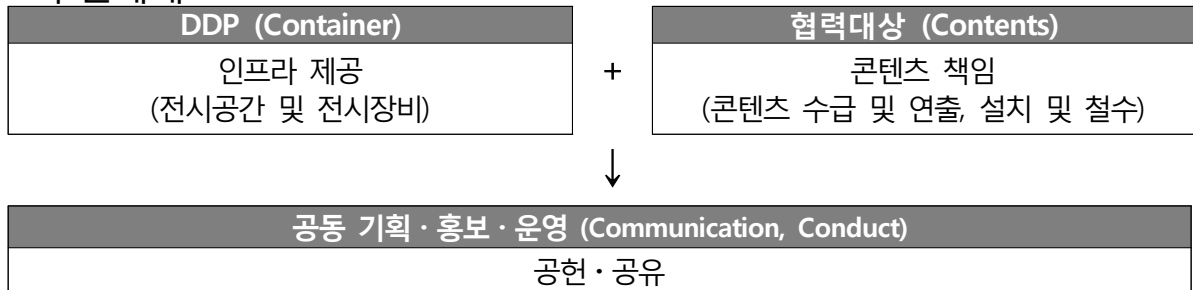 DDP (Container)
협력대상 (Contents)
인프라 제공
(전시공간 및 전시장비)
+
콘텐츠 책임
(콘텐츠 수급 및 연출, 설치 및 철수)
↓
공동 기획·홍보·운영 (Communication, Conduct)
공헌·공유